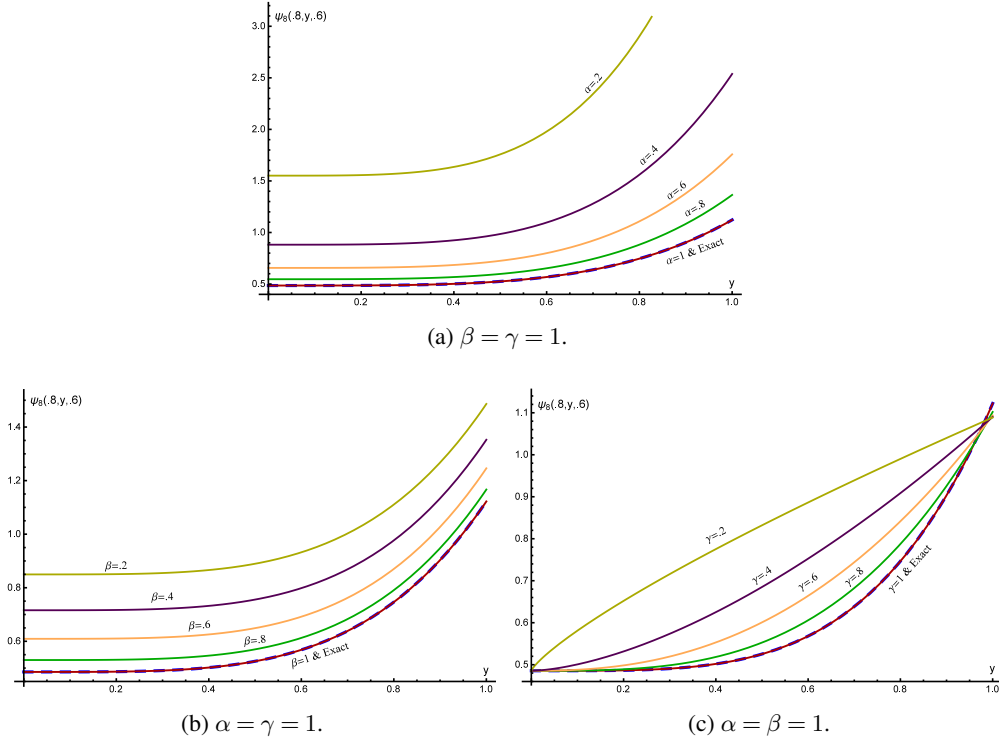 ψ₈(.8,y,.6)
3.0
2.5
2.0
1.5
1.0
0.5
α=.2
α=.4
α=.6
α=.8
α=1 & Exact
y
0.2 0.4 0.6 0.8 1.0
(a) β = γ = 1.
ψ₈(.8,y,.6)
1.4
1.2
1.0
0.8
0.6
β=.2
β=.4
β=.6
β=.8
β=1 & Exact
y
0.2 0.4 0.6 0.8 1.0
(b) α = γ = 1.
ψ₈(.8,y,.6)
1.1
1.0
0.9
0.8
0.7
0.6
0.5
γ=.2
γ=.4
γ=.6
γ=.8
γ=1 & Exact
y
0.2 0.4 0.6 0.8 1.0
(c) α = β = 1.